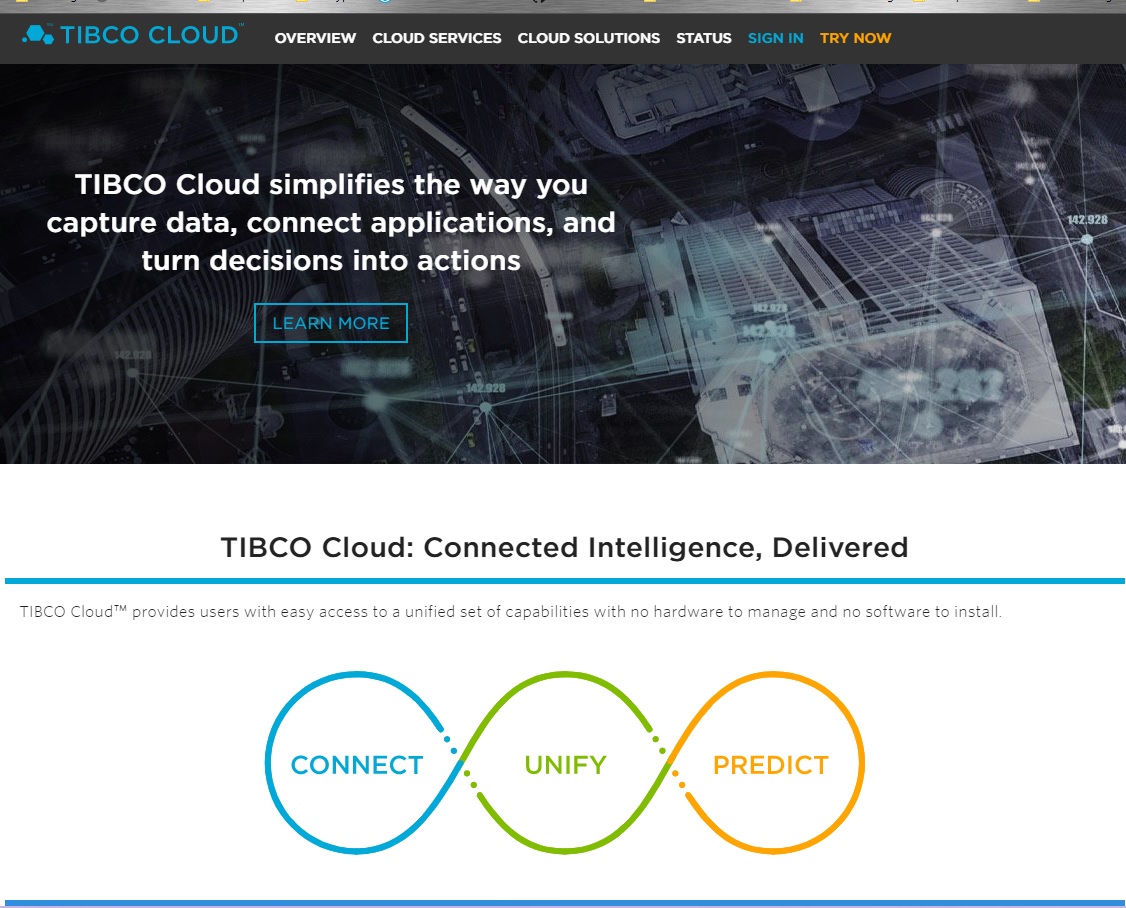 TIBCO CLOUD™
OVERVIEW CLOUD SERVICES CLOUD SOLUTIONS STATUS SIGN IN TRY NOW
TIBCO Cloud simplifies the way you
capture data, connect applications, and
turn decisions into actions
LEARN MORE
142.928
142.928
142.928
142.928
142.928
TIBCO Cloud: Connected Intelligence, Delivered
TIBCO Cloud™ provides users with easy access to a unified set of capabilities with no hardware to manage and no software to install.
CONNECT UNIFY PREDICT